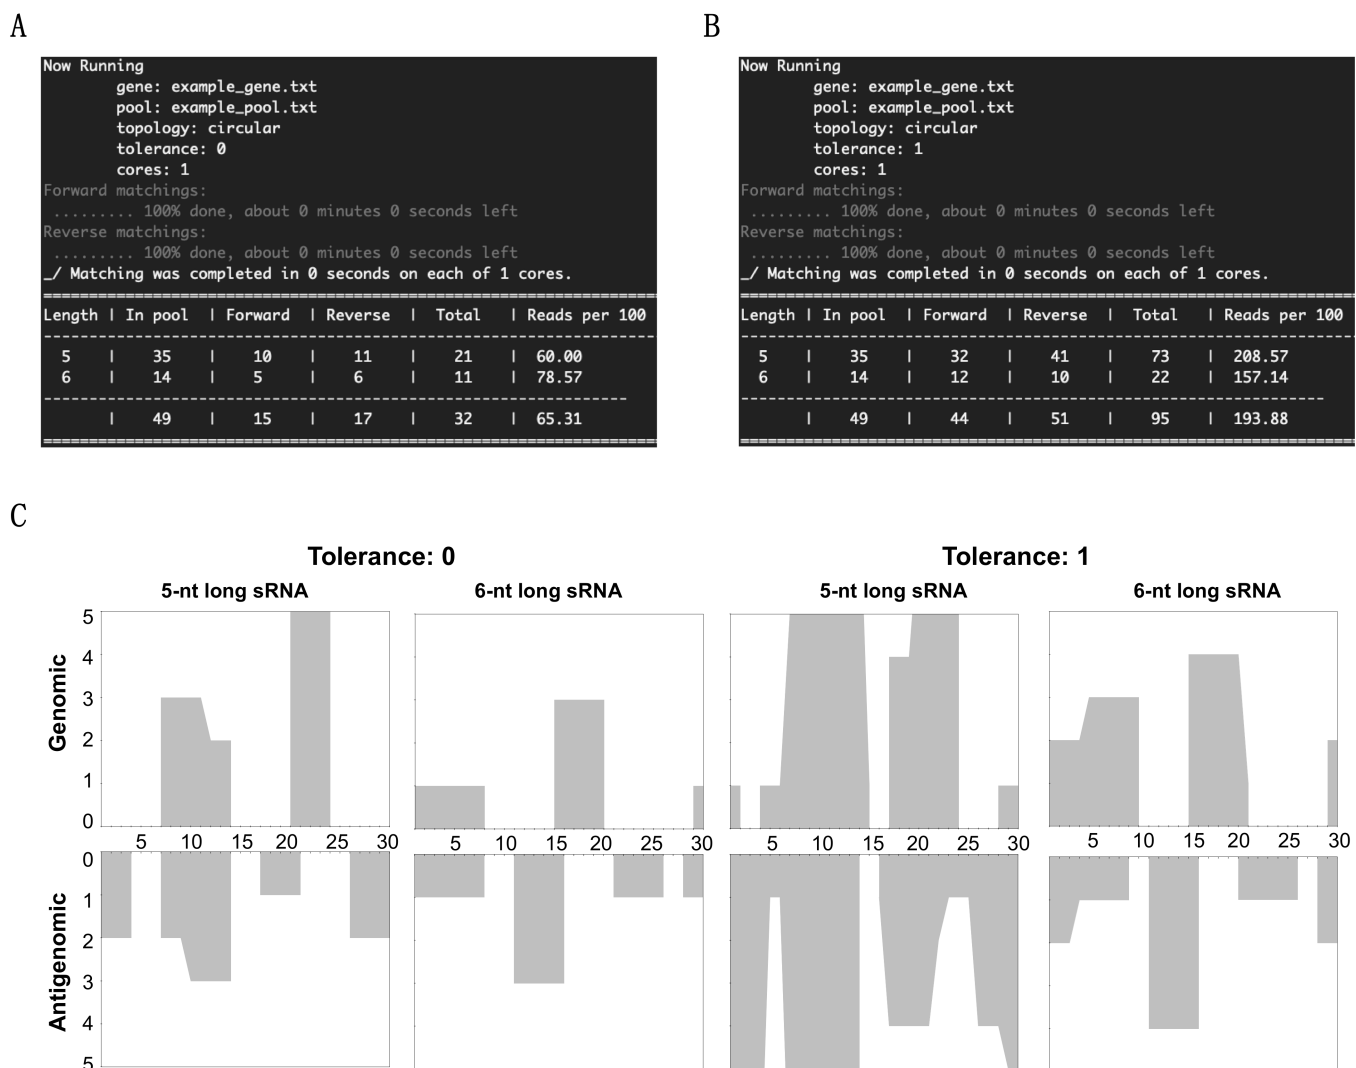 A
Now Running
gene: example_gene.txt
pool: example_pool.txt
topology: circular
tolerance: 0
cores: 1
Forward matchings:
......... 100% done, about 0 minutes 0 seconds left
Reverse matchings:
......... 100% done, about 0 minutes 0 seconds left
_/ Matching was completed in 0 seconds on each of 1 cores.
Length | In pool | Forward | Reverse | Total | Reads per 100
5 | 35 | 10 | 11 | 21 | 60.00
6 | 14 | 5 | 6 | 11 | 78.57
| 49 | 15 | 17 | 32 | 65.31
B
Now Running
gene: example_gene.txt
pool: example_pool.txt
topology: circular
tolerance: 1
cores: 1
Forward matchings:
......... 100% done, about 0 minutes 0 seconds left
Reverse matchings:
......... 100% done, about 0 minutes 0 seconds left
_/ Matching was completed in 0 seconds on each of 1 cores.
Length | In pool | Forward | Reverse | Total | Reads per 100
5 | 35 | 32 | 41 | 73 | 208.57
6 | 14 | 12 | 10 | 22 | 157.14
| 49 | 44 | 51 | 95 | 193.88
C
Tolerance: 0 Tolerance: 1
5-nt long sRNA 6-nt long sRNA 5-nt long sRNA 6-nt long sRNA
Genomic
5
4
3
2
1
0
5 10 15 20 25 30 5 10 15 20 25 30 5 10 15 20 25 30 5 10 15 20 25 30
Antigenomic
0
1
2
3
4
5